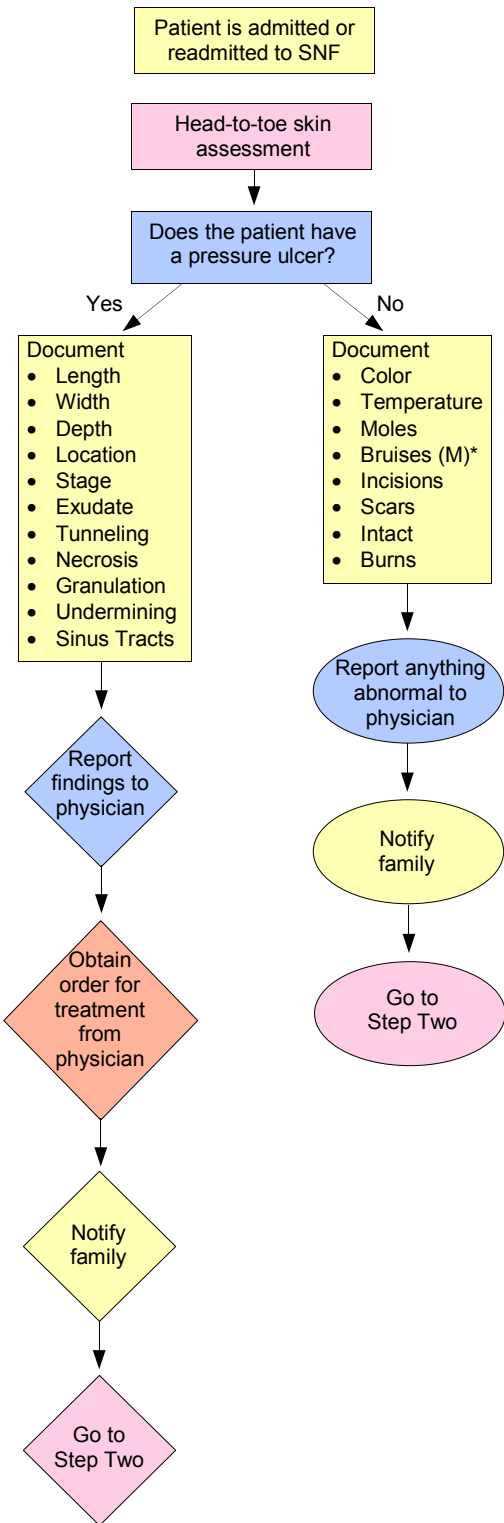 Patient is admitted or
readmitted to SNF
Head-to-toe skin
assessment
Does the patient have
a pressure ulcer?
Yes
No
Document
• Length
• Width
• Depth
• Location
• Stage
• Exudate
• Tunneling
• Necrosis
• Granulation
• Undermining
• Sinus Tracts
Report
findings to
physician
Obtain
order for
treatment
from
physician
Notify
family
Go to
Step Two
Document
• Color
• Temperature
• Moles
• Bruises (M)*
• Incisions
• Scars
• Intact
• Burns
Report anything
abnormal to
physician
Notify
family
Go to
Step Two